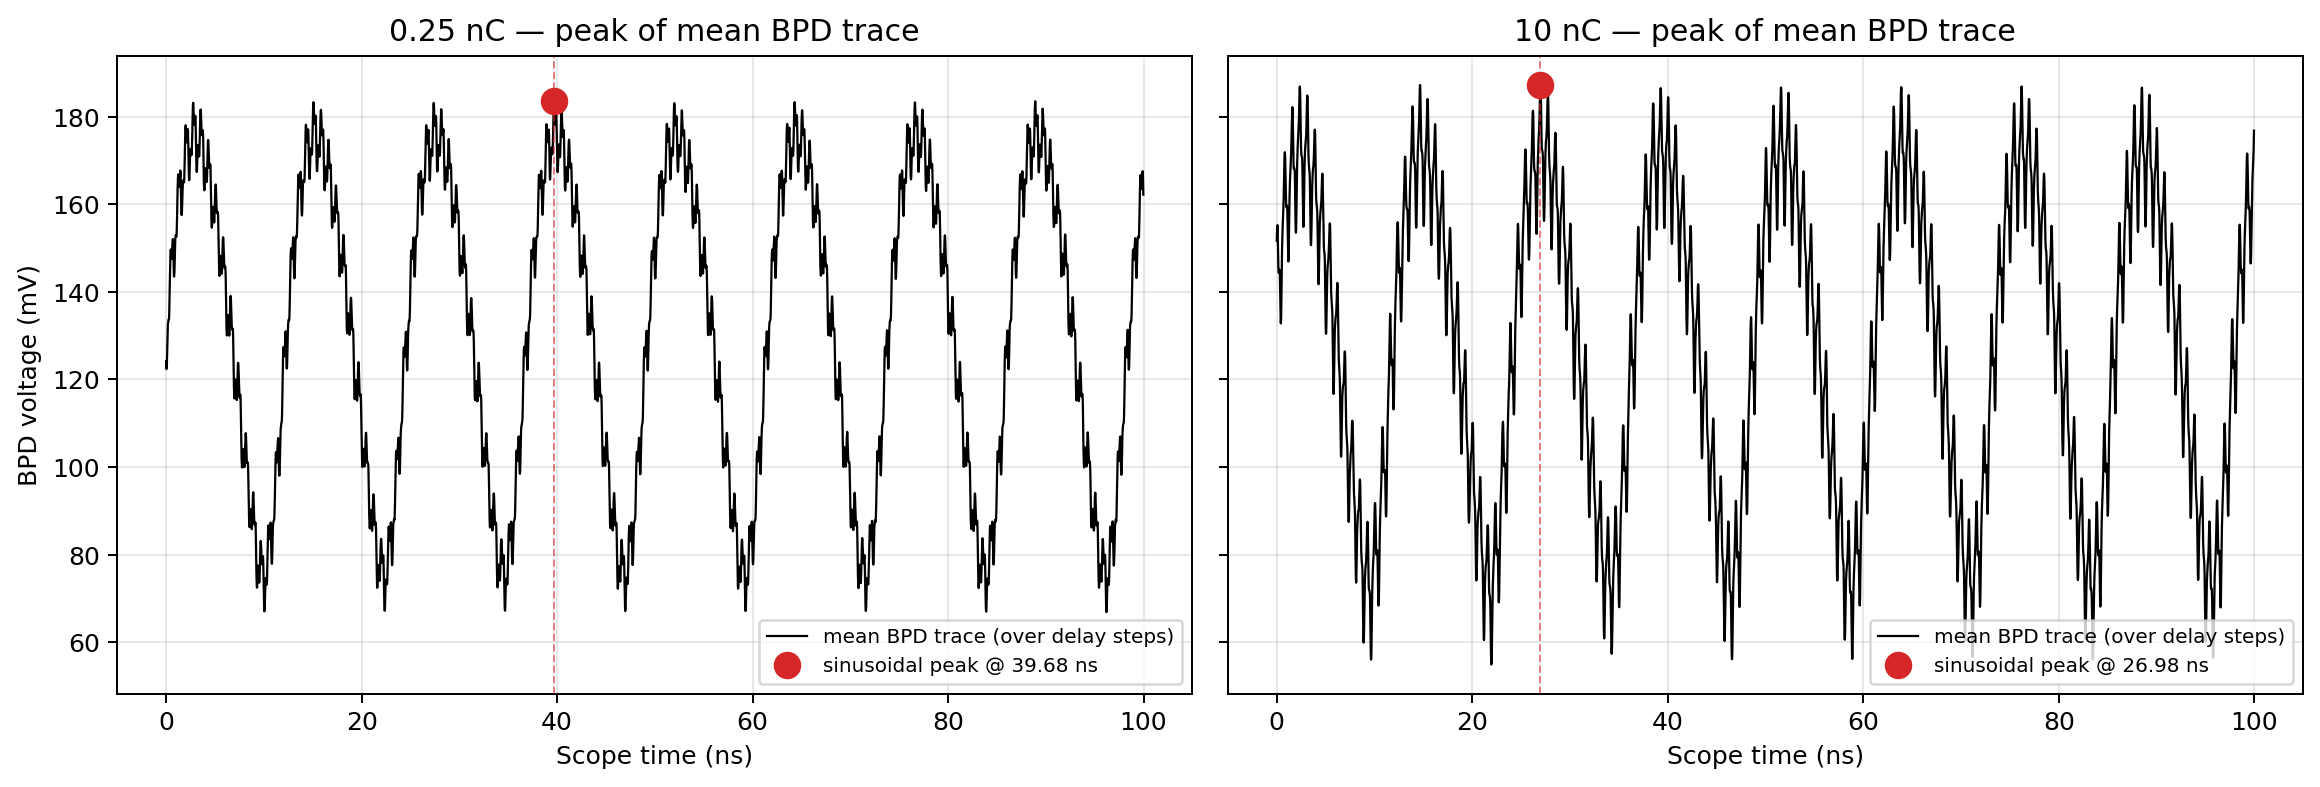 0.25 nC — peak of mean BPD trace
BPD voltage (mV)
180
160
140
120
100
80
60
0
20
40
60
80
100
Scope time (ns)
mean BPD trace (over delay steps)
sinusoidal peak @ 39.68 ns
10 nC — peak of mean BPD trace
0
20
40
60
80
100
Scope time (ns)
mean BPD trace (over delay steps)
sinusoidal peak @ 26.98 ns